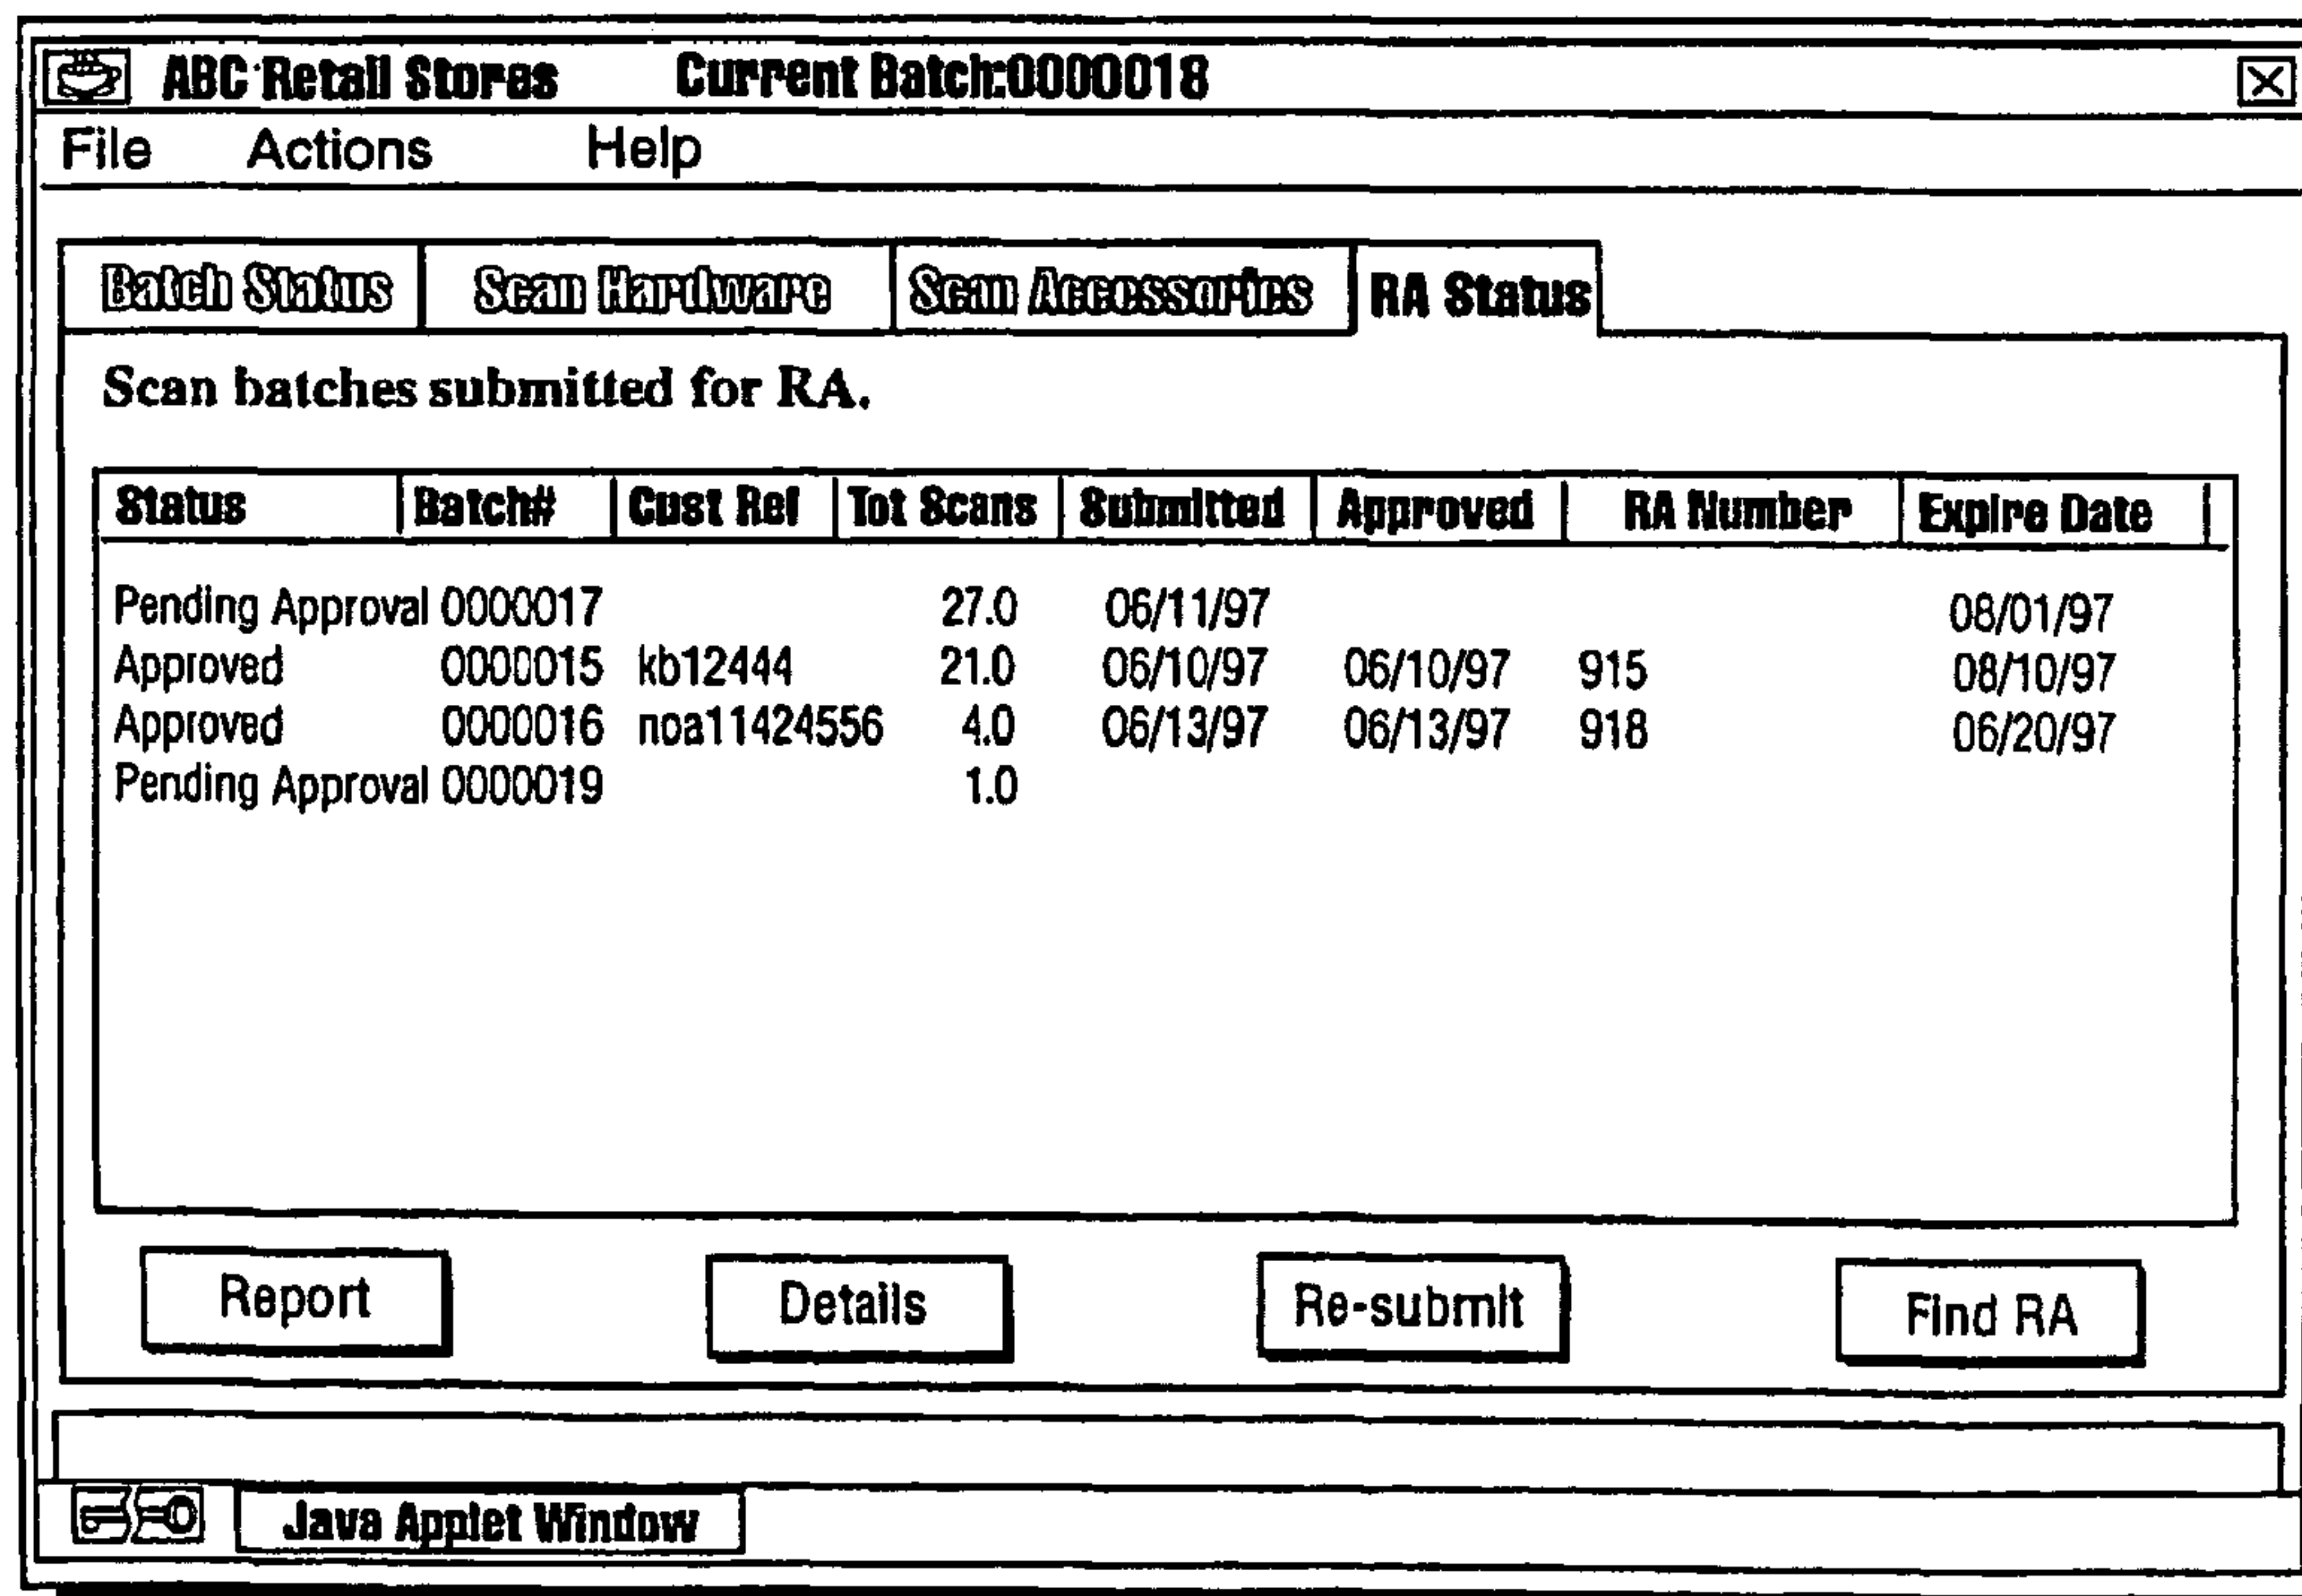 ABC Retail Stores Current Batch:0000018
File Actions Help
Batch Status Scan Hardware Scan Accessories RA Status
Scan batches submitted for RA.
Status Batch# Cust Ref Tot Scans Submitted Approved RA Number Expire Date
Pending Approval 0000017 27.0 06/11/97 08/01/97
Approved 0000015 kb12444 21.0 06/10/97 06/10/97 915 08/10/97
Approved 0000016 noa11424556 4.0 06/13/97 06/13/97 918 06/20/97
Pending Approval 0000019 1.0
Report Details Re-submit Find RA
Java Applet Window